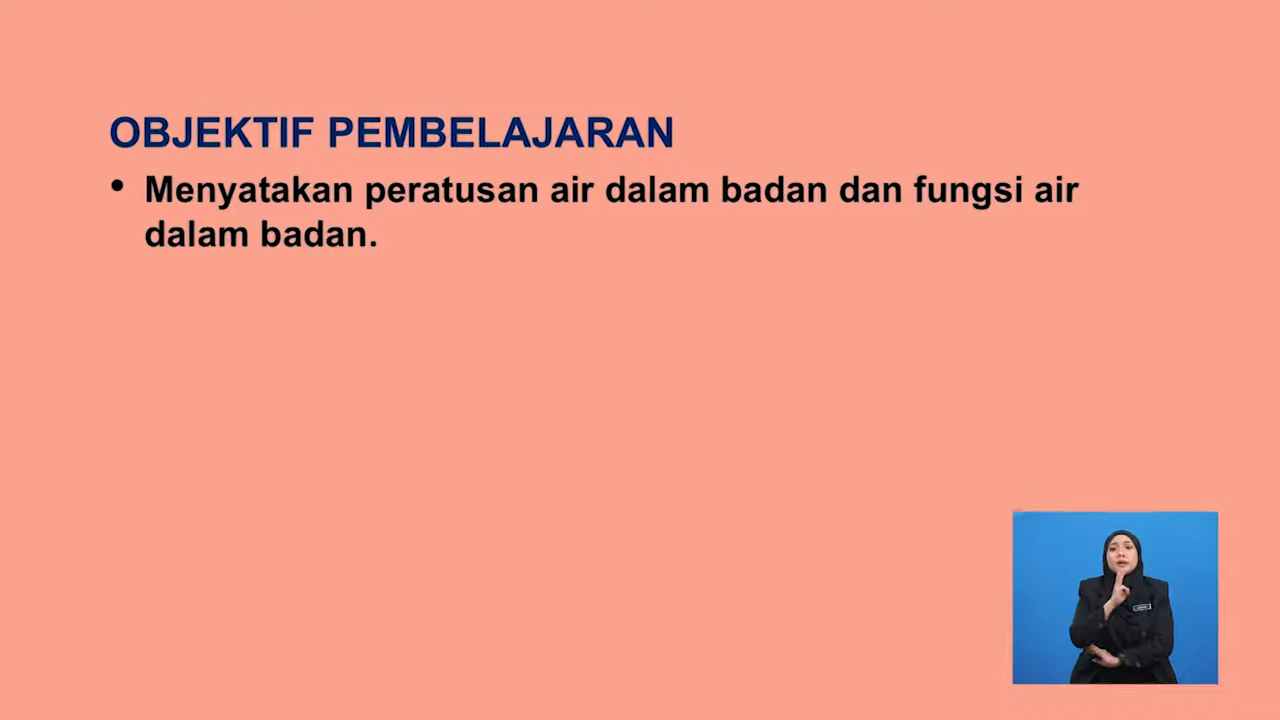 OBJEKTIF PEMBELAJARAN
• Menyatakan peratusan air dalam badan dan fungsi air
dalam badan.